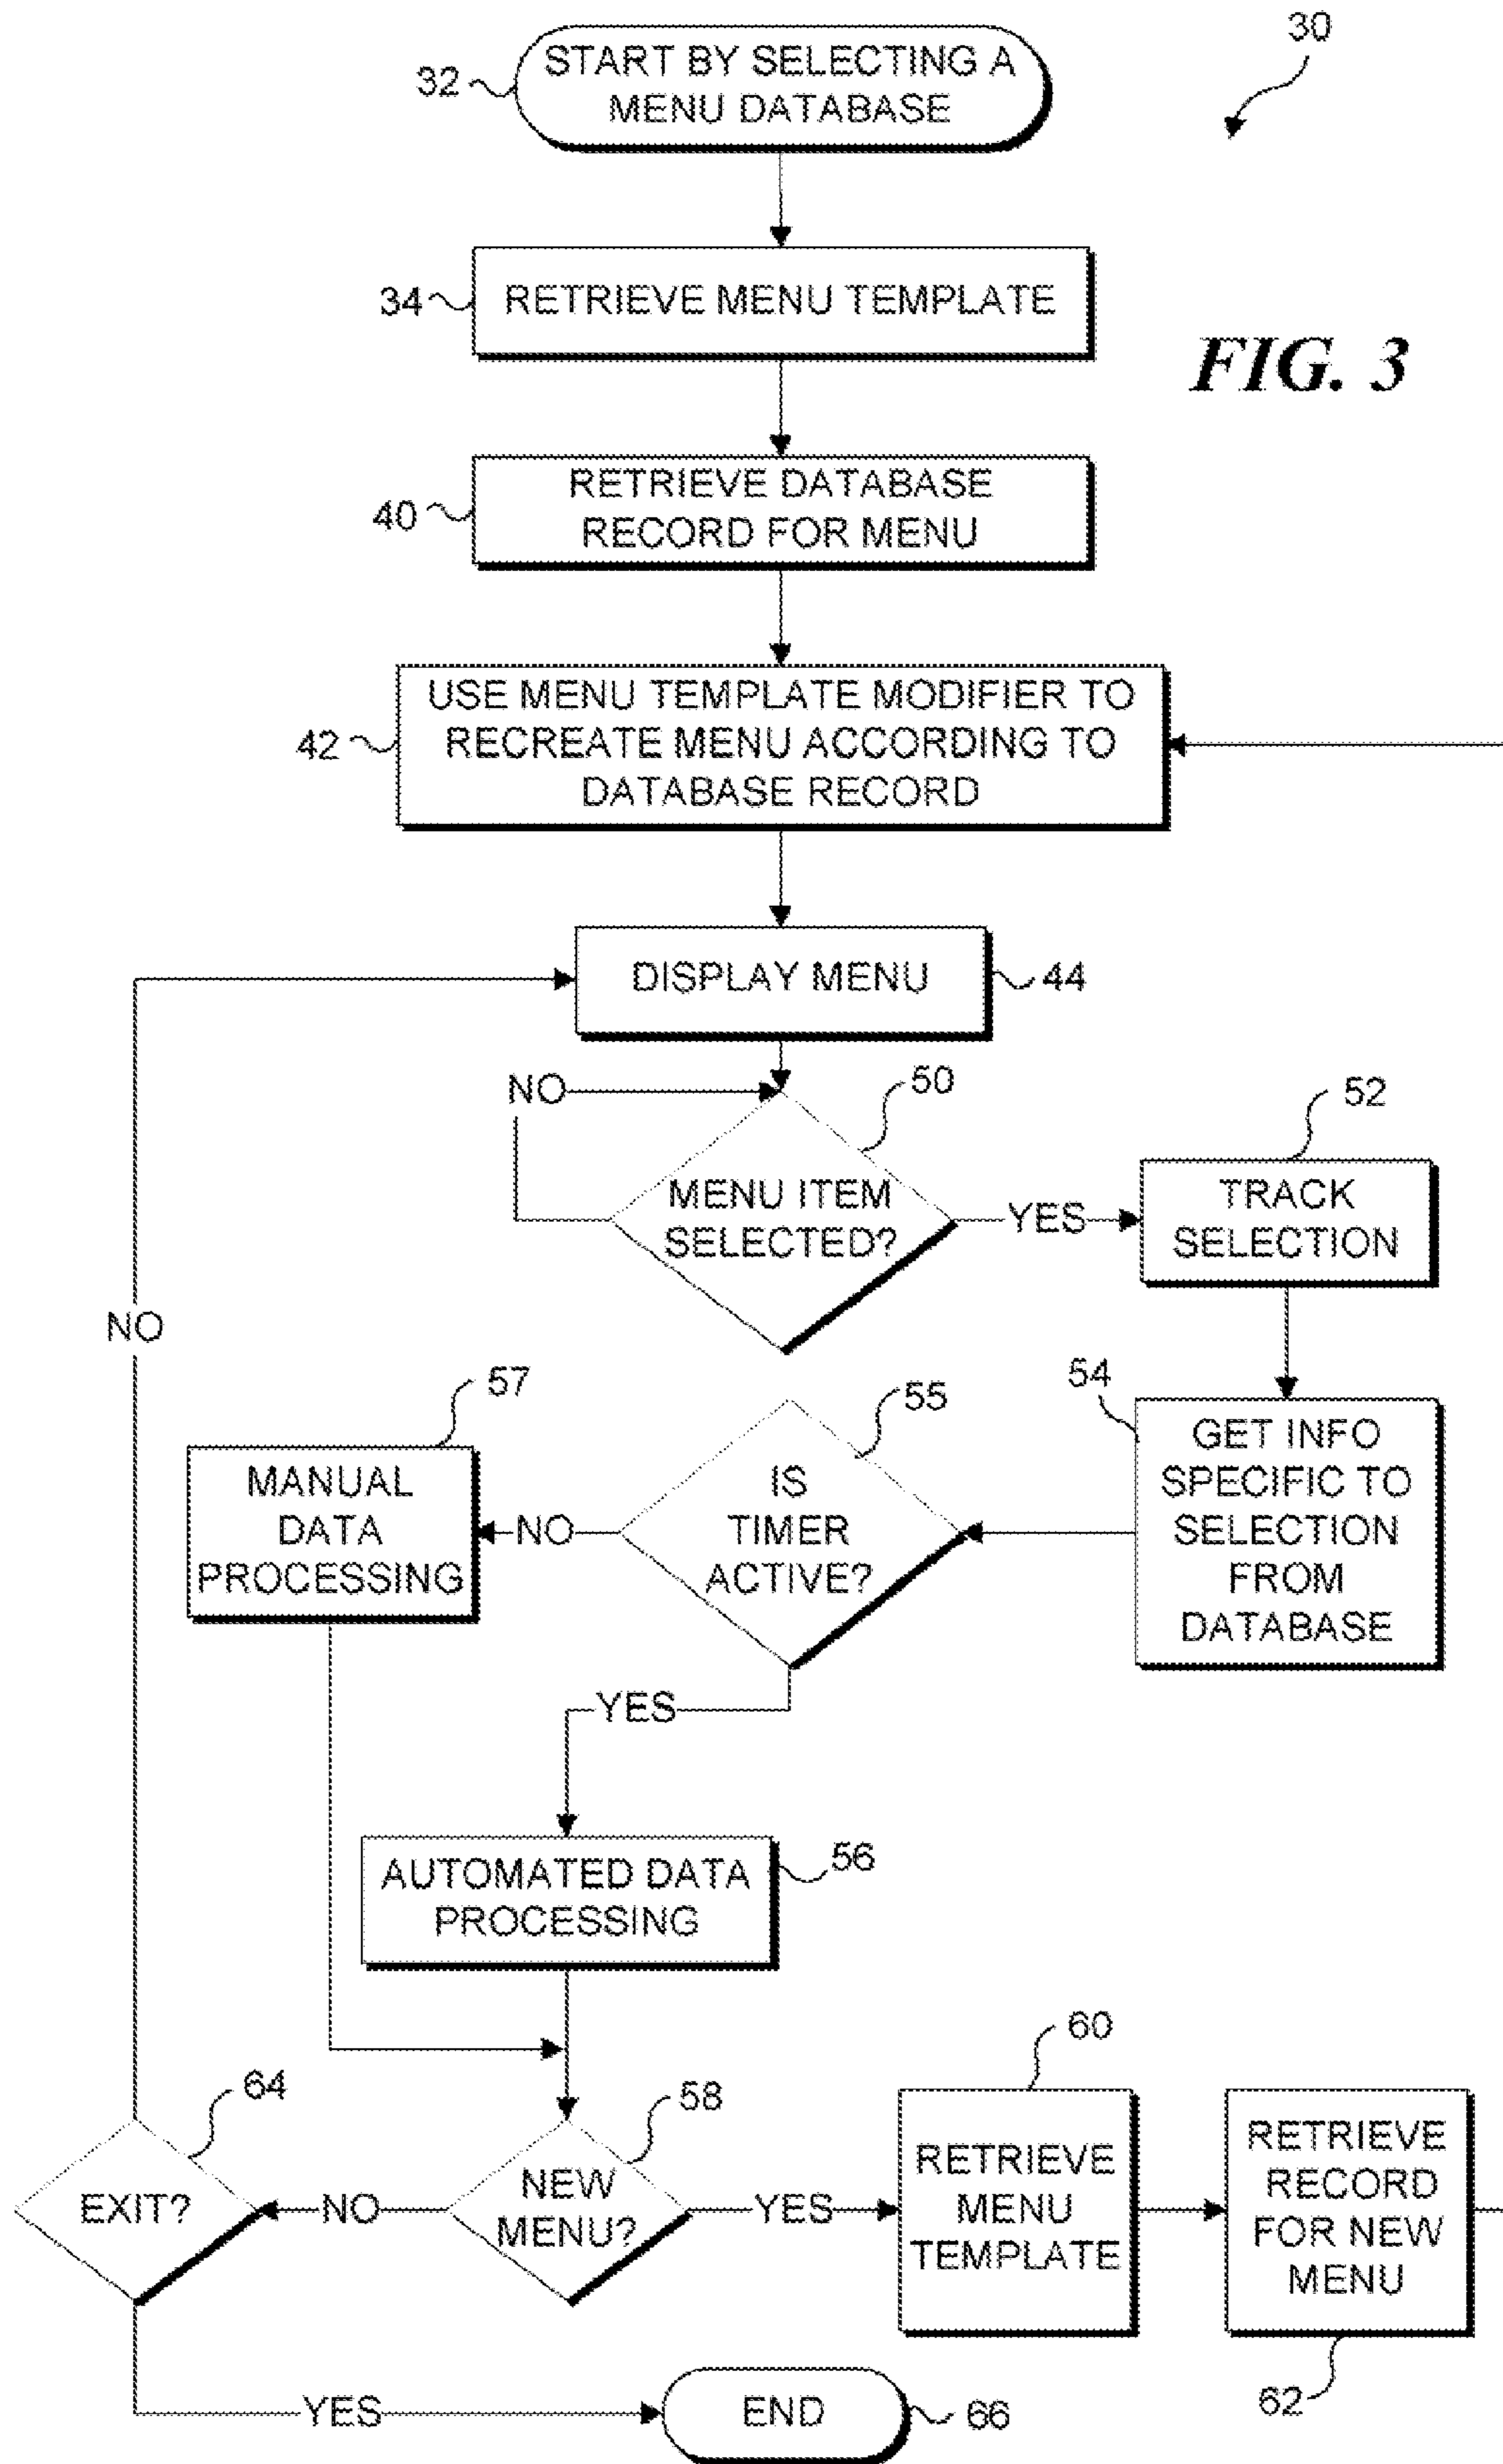 30
32
START BY SELECTING A
MENU DATABASE
34
RETRIEVE MENU TEMPLATE
FIG. 3
40
RETRIEVE DATABASE
RECORD FOR MENU
42
USE MENU TEMPLATE MODIFIER TO
RECREATE MENU ACCORDING TO
DATABASE RECORD
DISPLAY MENU
44
NO
50
MENU ITEM
SELECTED?
YES
52
TRACK
SELECTION
NO
57
MANUAL
DATA
PROCESSING
NO
55
IS
TIMER
ACTIVE?
54
GET INFO
SPECIFIC TO
SELECTION
FROM
DATABASE
YES
AUTOMATED DATA
PROCESSING
56
64
EXIT?
NO
58
NEW
MENU?
YES
60
RETRIEVE
MENU
TEMPLATE
RETRIEVE
RECORD
FOR NEW
MENU
62
YES
END
66